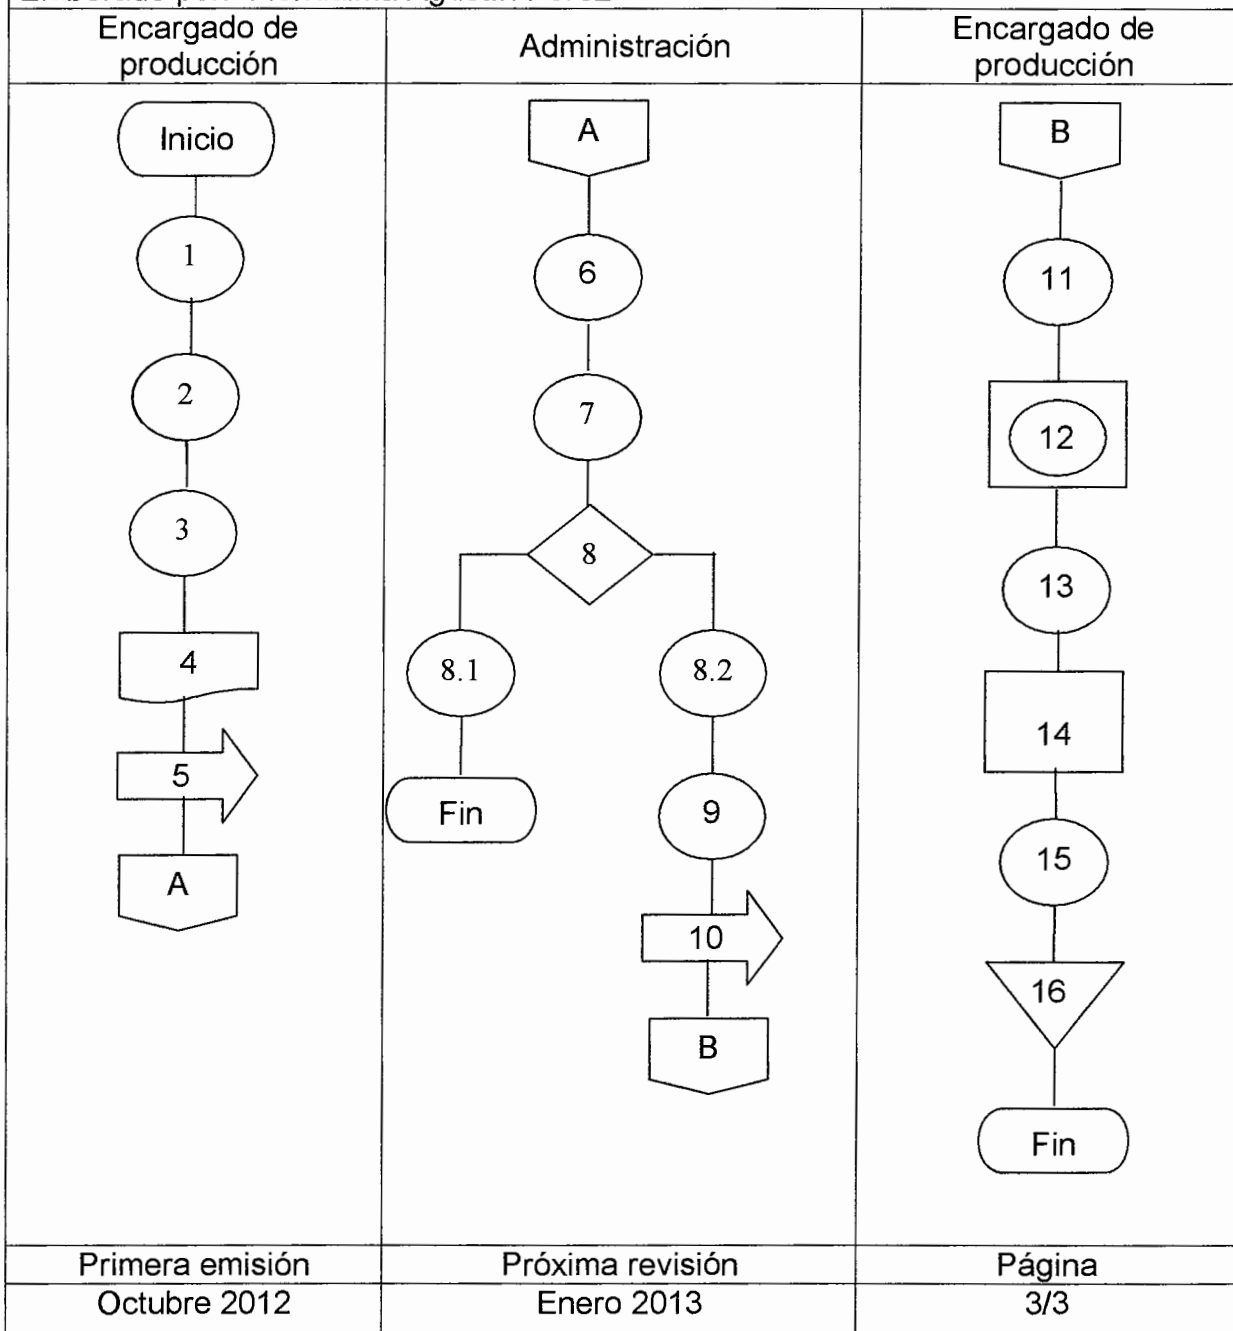 Encargado de
producción
Administración
Encargado de
producción
Inicio
1
2
3
4
5
A
A
6
7
8
8.1
8.2
Fin
9
10
B
B
11
12
13
14
15
16
Fin
Primera emisión
Próxima revisión
Página
Octubre 2012
Enero 2013
3/3